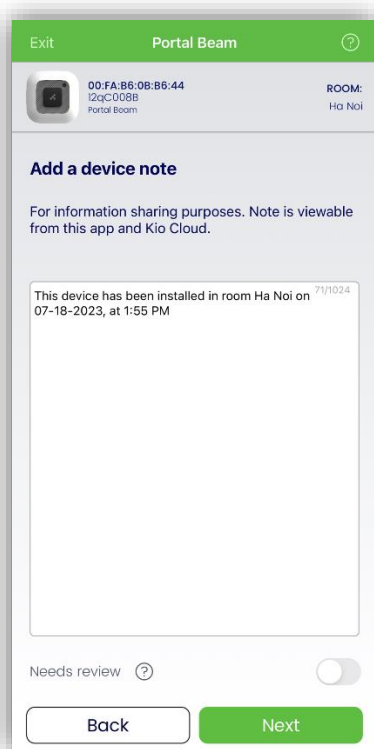 Exit Portal Beam ?
00:FA:B6:0B:B6:44
12qC008B
Portal Beam
ROOM:
Ha Noi
Add a device note
For information sharing purposes. Note is viewable
from this app and Kio Cloud.
71/1024
This device has been installed in room Ha Noi on
07-18-2023, at 1:55 PM
Needs review ?
Back Next